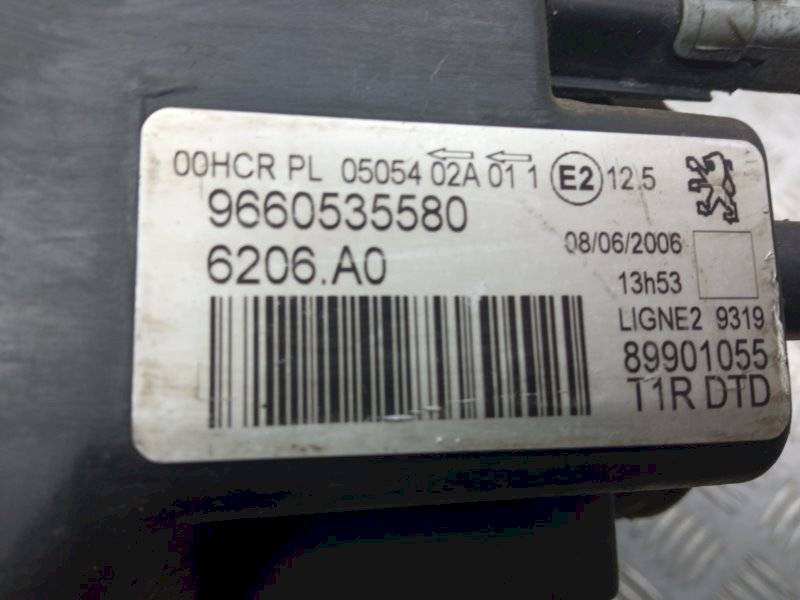 00HCR PL 05054 02A 01 1 E2 12.5
9660535580
6206.A0
08/06/2006
13h53
LIGNE2 9319
89901055
T1R DTD